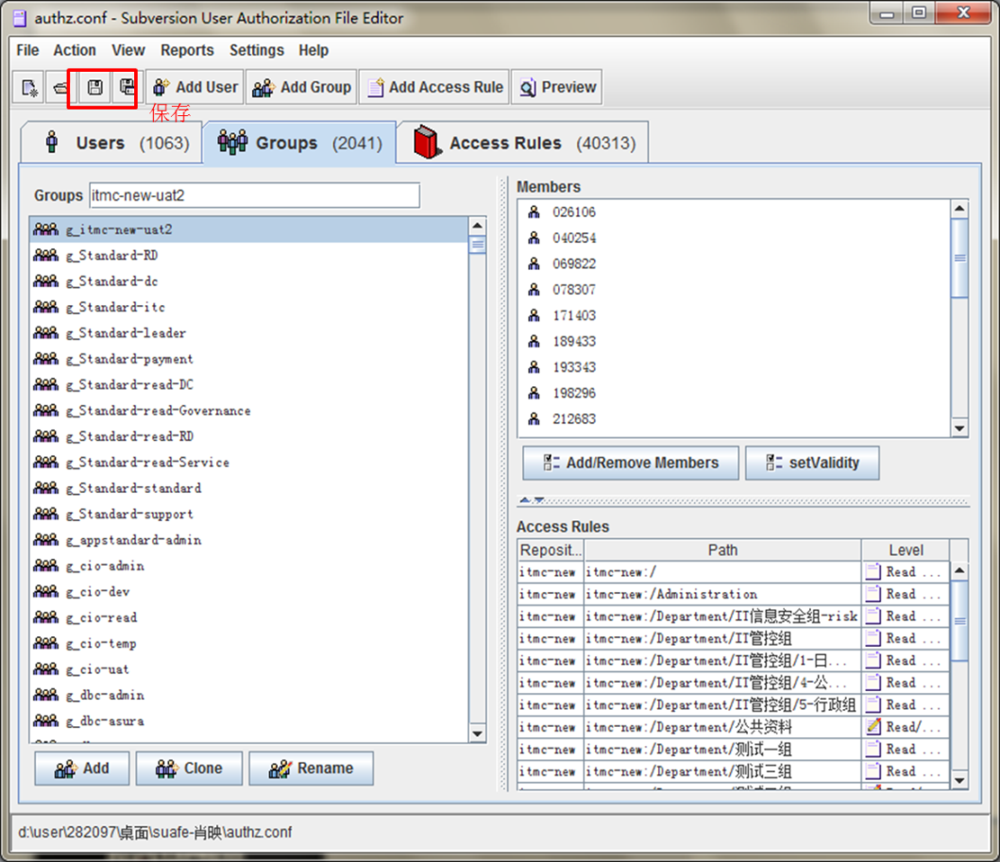 authz.conf - Subversion User Authorization File Editor
File Action View Reports Settings Help
Add User Add Group Add Access Rule Preview
保存
Users (1063) Groups (2041) Access Rules (40313)
Groups itmc-new-uat2
g_itmc-new-uat2
g_Standard-RD
g_Standard-dc
g_Standard-itc
g_Standard-leader
g_Standard-payment
g_Standard-read-DC
g_Standard-read-Governance
g_Standard-read-RD
g_Standard-read-Service
g_Standard-standard
g_Standard-support
g_appstandard-admin
g_cio-admin
g_cio-dev
g_cio-read
g_cio-temp
g_cio-uat
g_dbc-admin
g_dbc-asura
Add Clone Rename
Members
026106
040254
069822
078307
171403
189433
193343
198296
212683
Add/Remove Members setValidity
Access Rules
Reposit... Path Level
itmc-new itmc-new:/ Read ...
itmc-new itmc-new:/Administration Read ...
itmc-new itmc-new:/Department/IT信息安全组-risk Read ...
itmc-new itmc-new:/Department/IT管控组 Read ...
itmc-new itmc-new:/Department/IT管控组/1-日... Read ...
itmc-new itmc-new:/Department/IT管控组/4-公... Read ...
itmc-new itmc-new:/Department/IT管控组/5-行政组 Read ...
itmc-new itmc-new:/Department/公共资料 Read/...
itmc-new itmc-new:/Department/测试一组 Read ...
itmc-new itmc-new:/Department/测试三组 Read ...
d:\user\282097\桌面\suafe-肖映\authz.conf